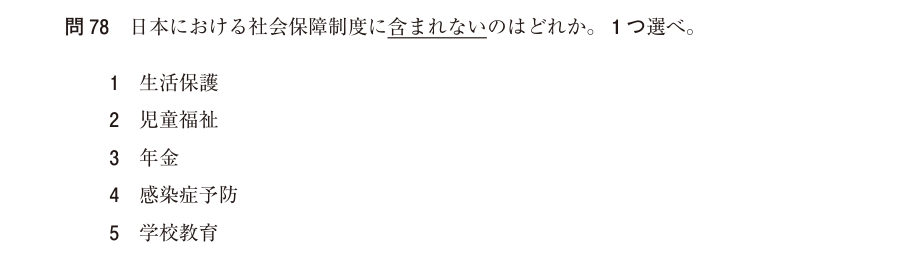 問 78 日本における社会保障制度に含まれないのはどれか。1つ選べ。
1 生活保護
2 児童福祉
3 年金
4 感染症予防
5 学校教育